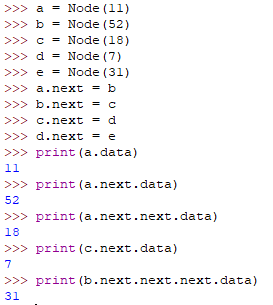 >>> a = Node(11)
>>> b = Node(52)
>>> c = Node(18)
>>> d = Node(7)
>>> e = Node(31)
>>> a.next = b
>>> b.next = c
>>> c.next = d
>>> d.next = e
>>> print(a.data)
11
>>> print(a.next.data)
52
>>> print(a.next.next.data)
18
>>> print(c.next.data)
7
>>> print(b.next.next.next.data)
31